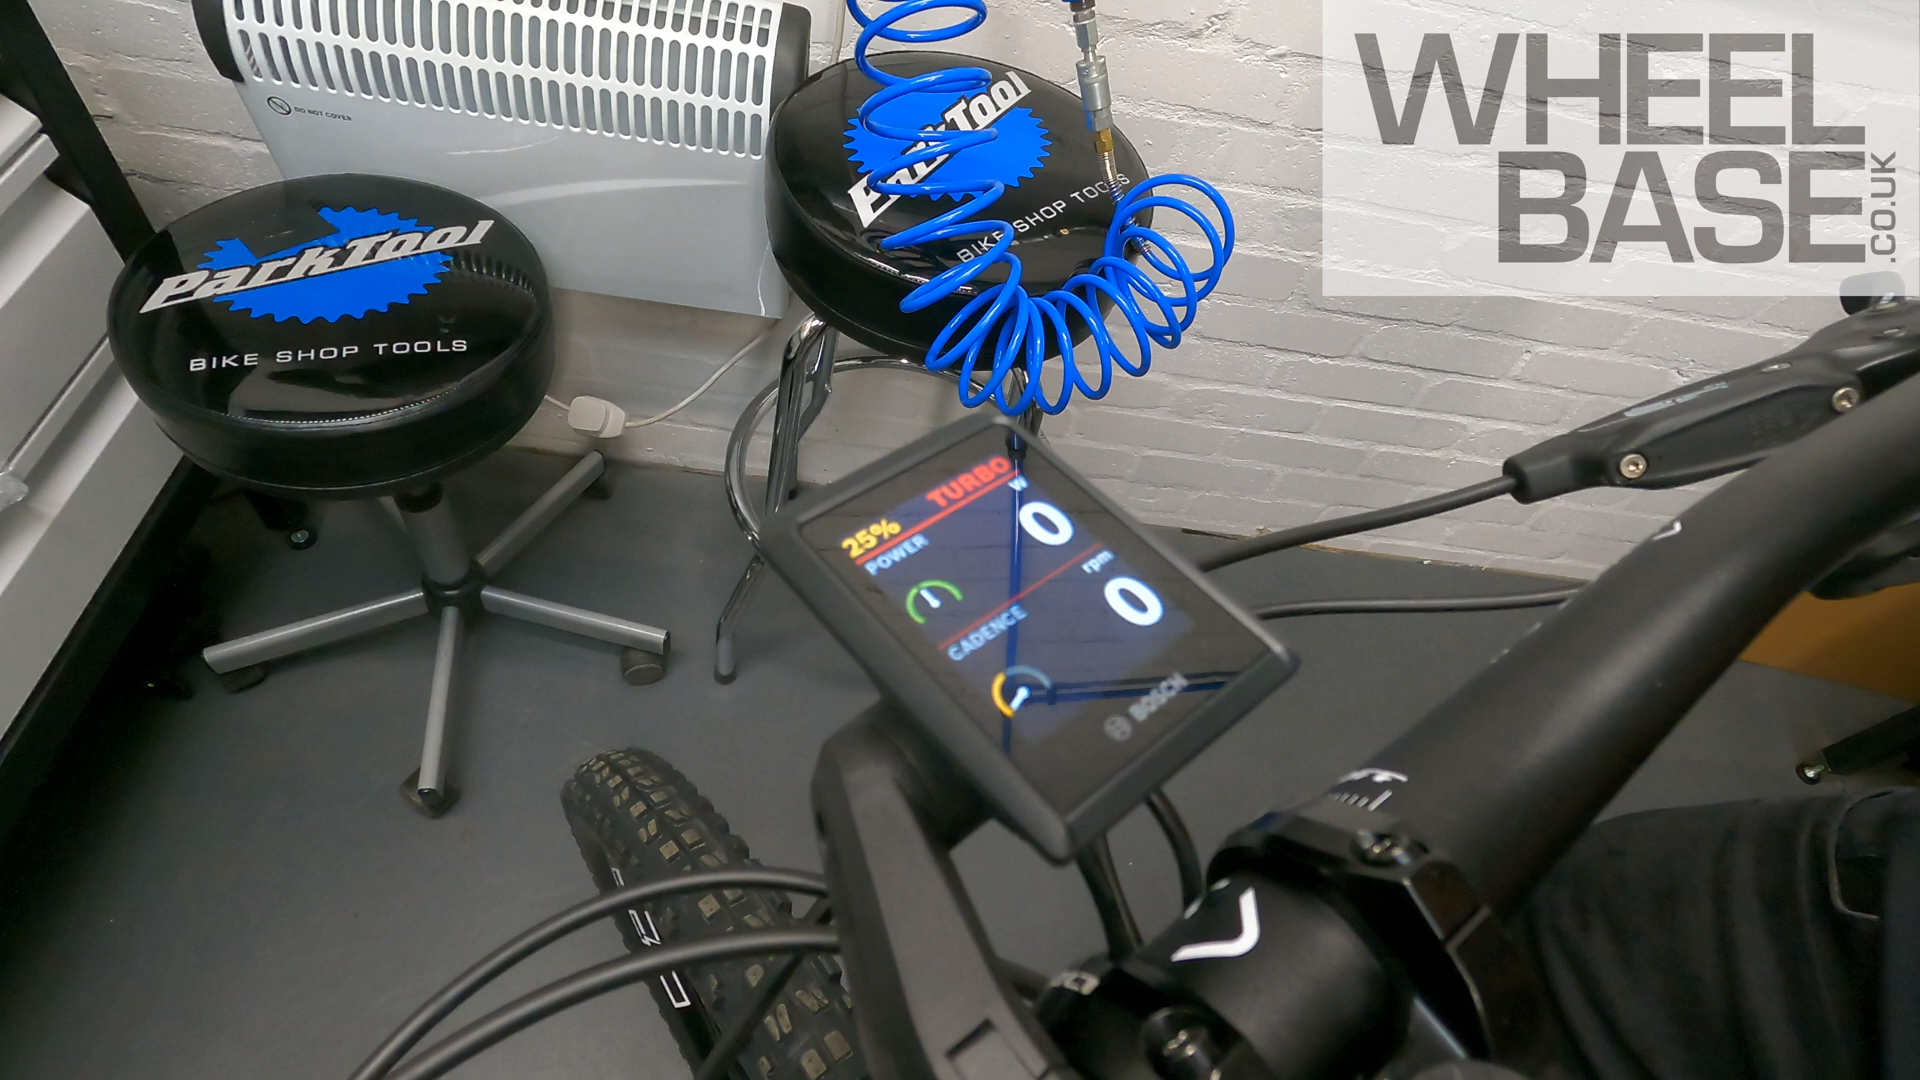 WHEEL
BASE
.CO.UK
DO NOT COVER
ParkTool
BIKE SHOP TOOLS
ParkTool
BIKE SHOP TOOLS
25% TURBO
POWER
W
0
CADENCE
rpm
0
BOSCH